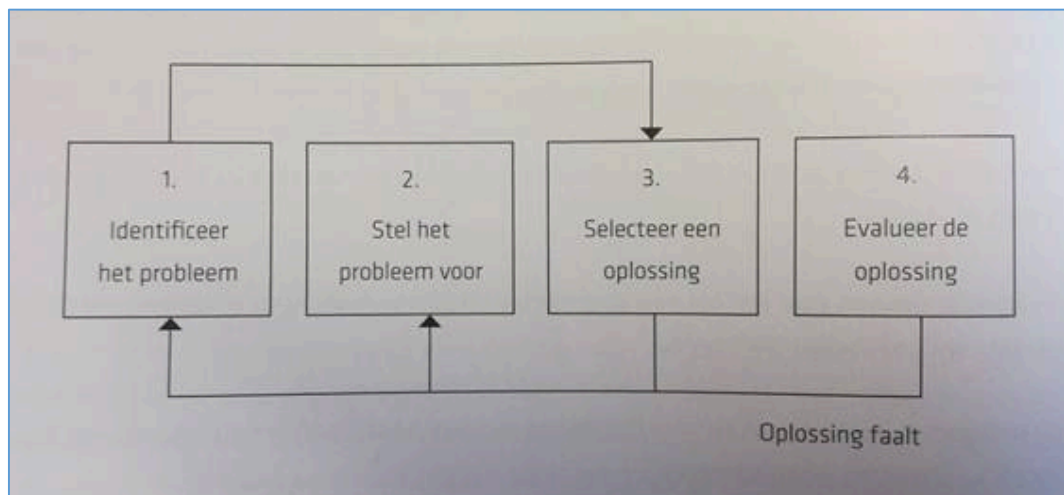 1.
Identificeer
het probleem
2.
Stel het
probleem voor
3.
Selecteer een
oplossing
4.
Evalueer de
oplossing
Oplossing faalt